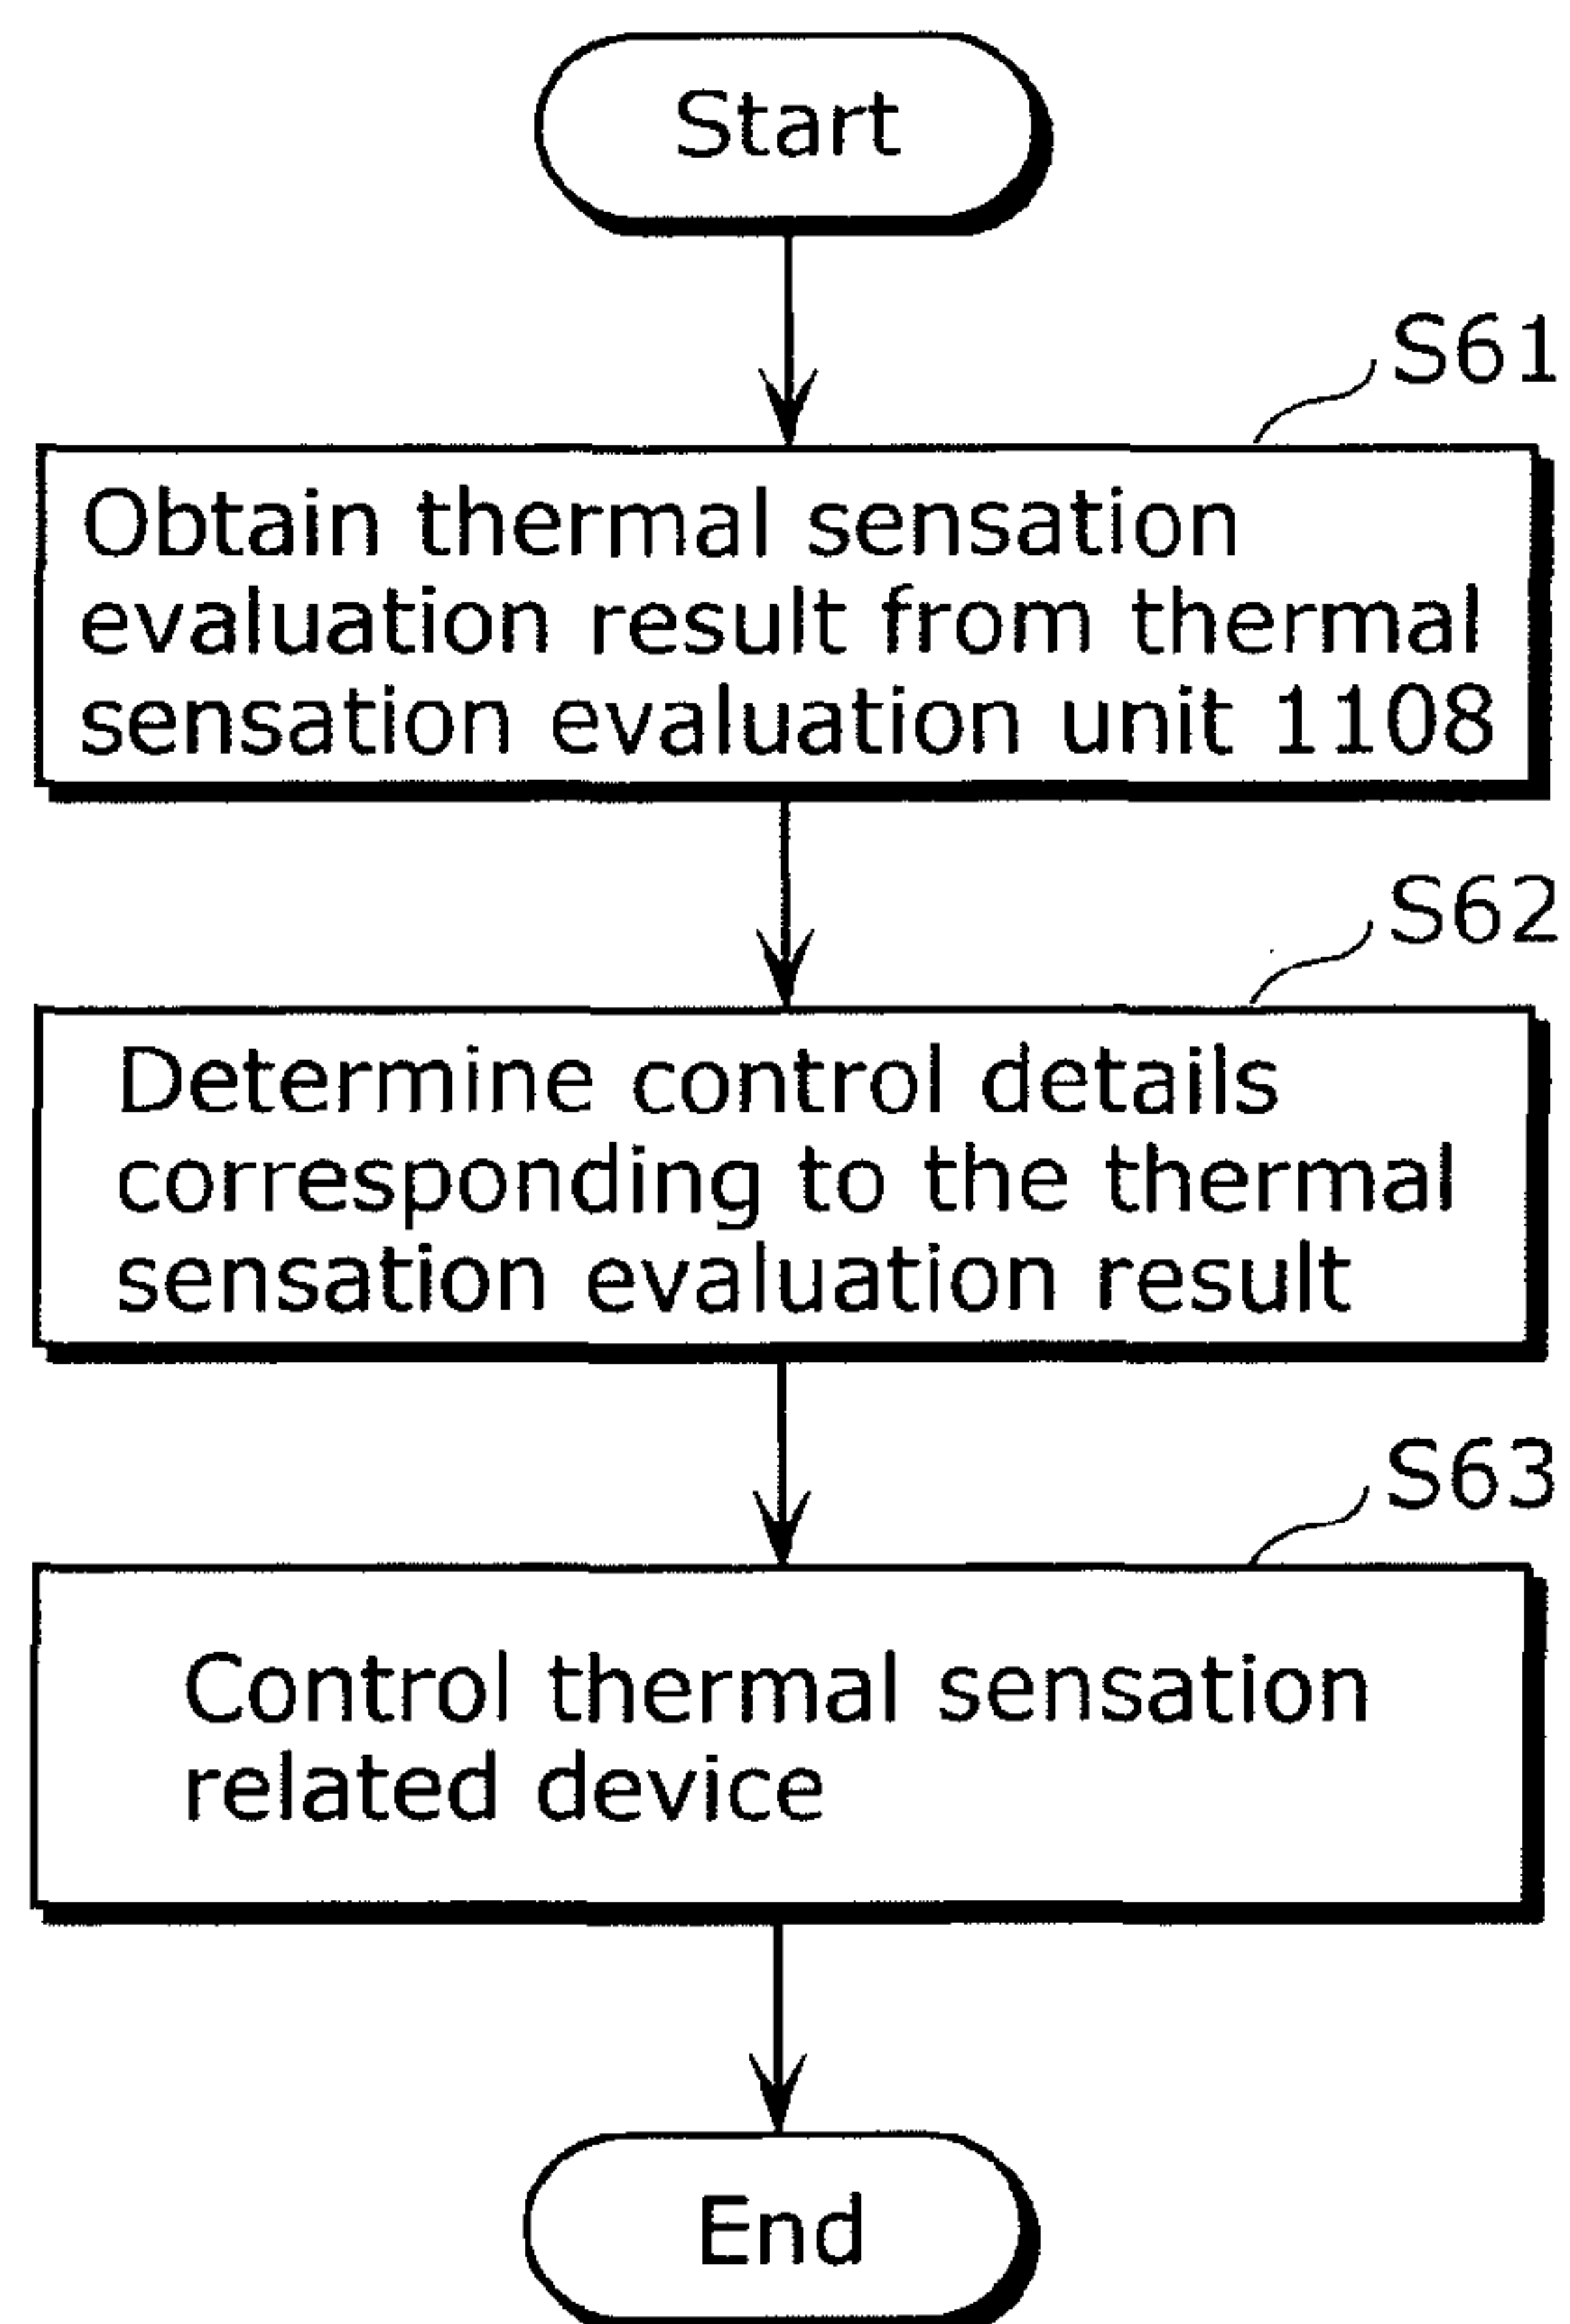 Start
S61
Obtain thermal sensation
evaluation result from thermal
sensation evaluation unit 1108
S62
Determine control details
corresponding to the thermal
sensation evaluation result
S63
Control thermal sensation
related device
End